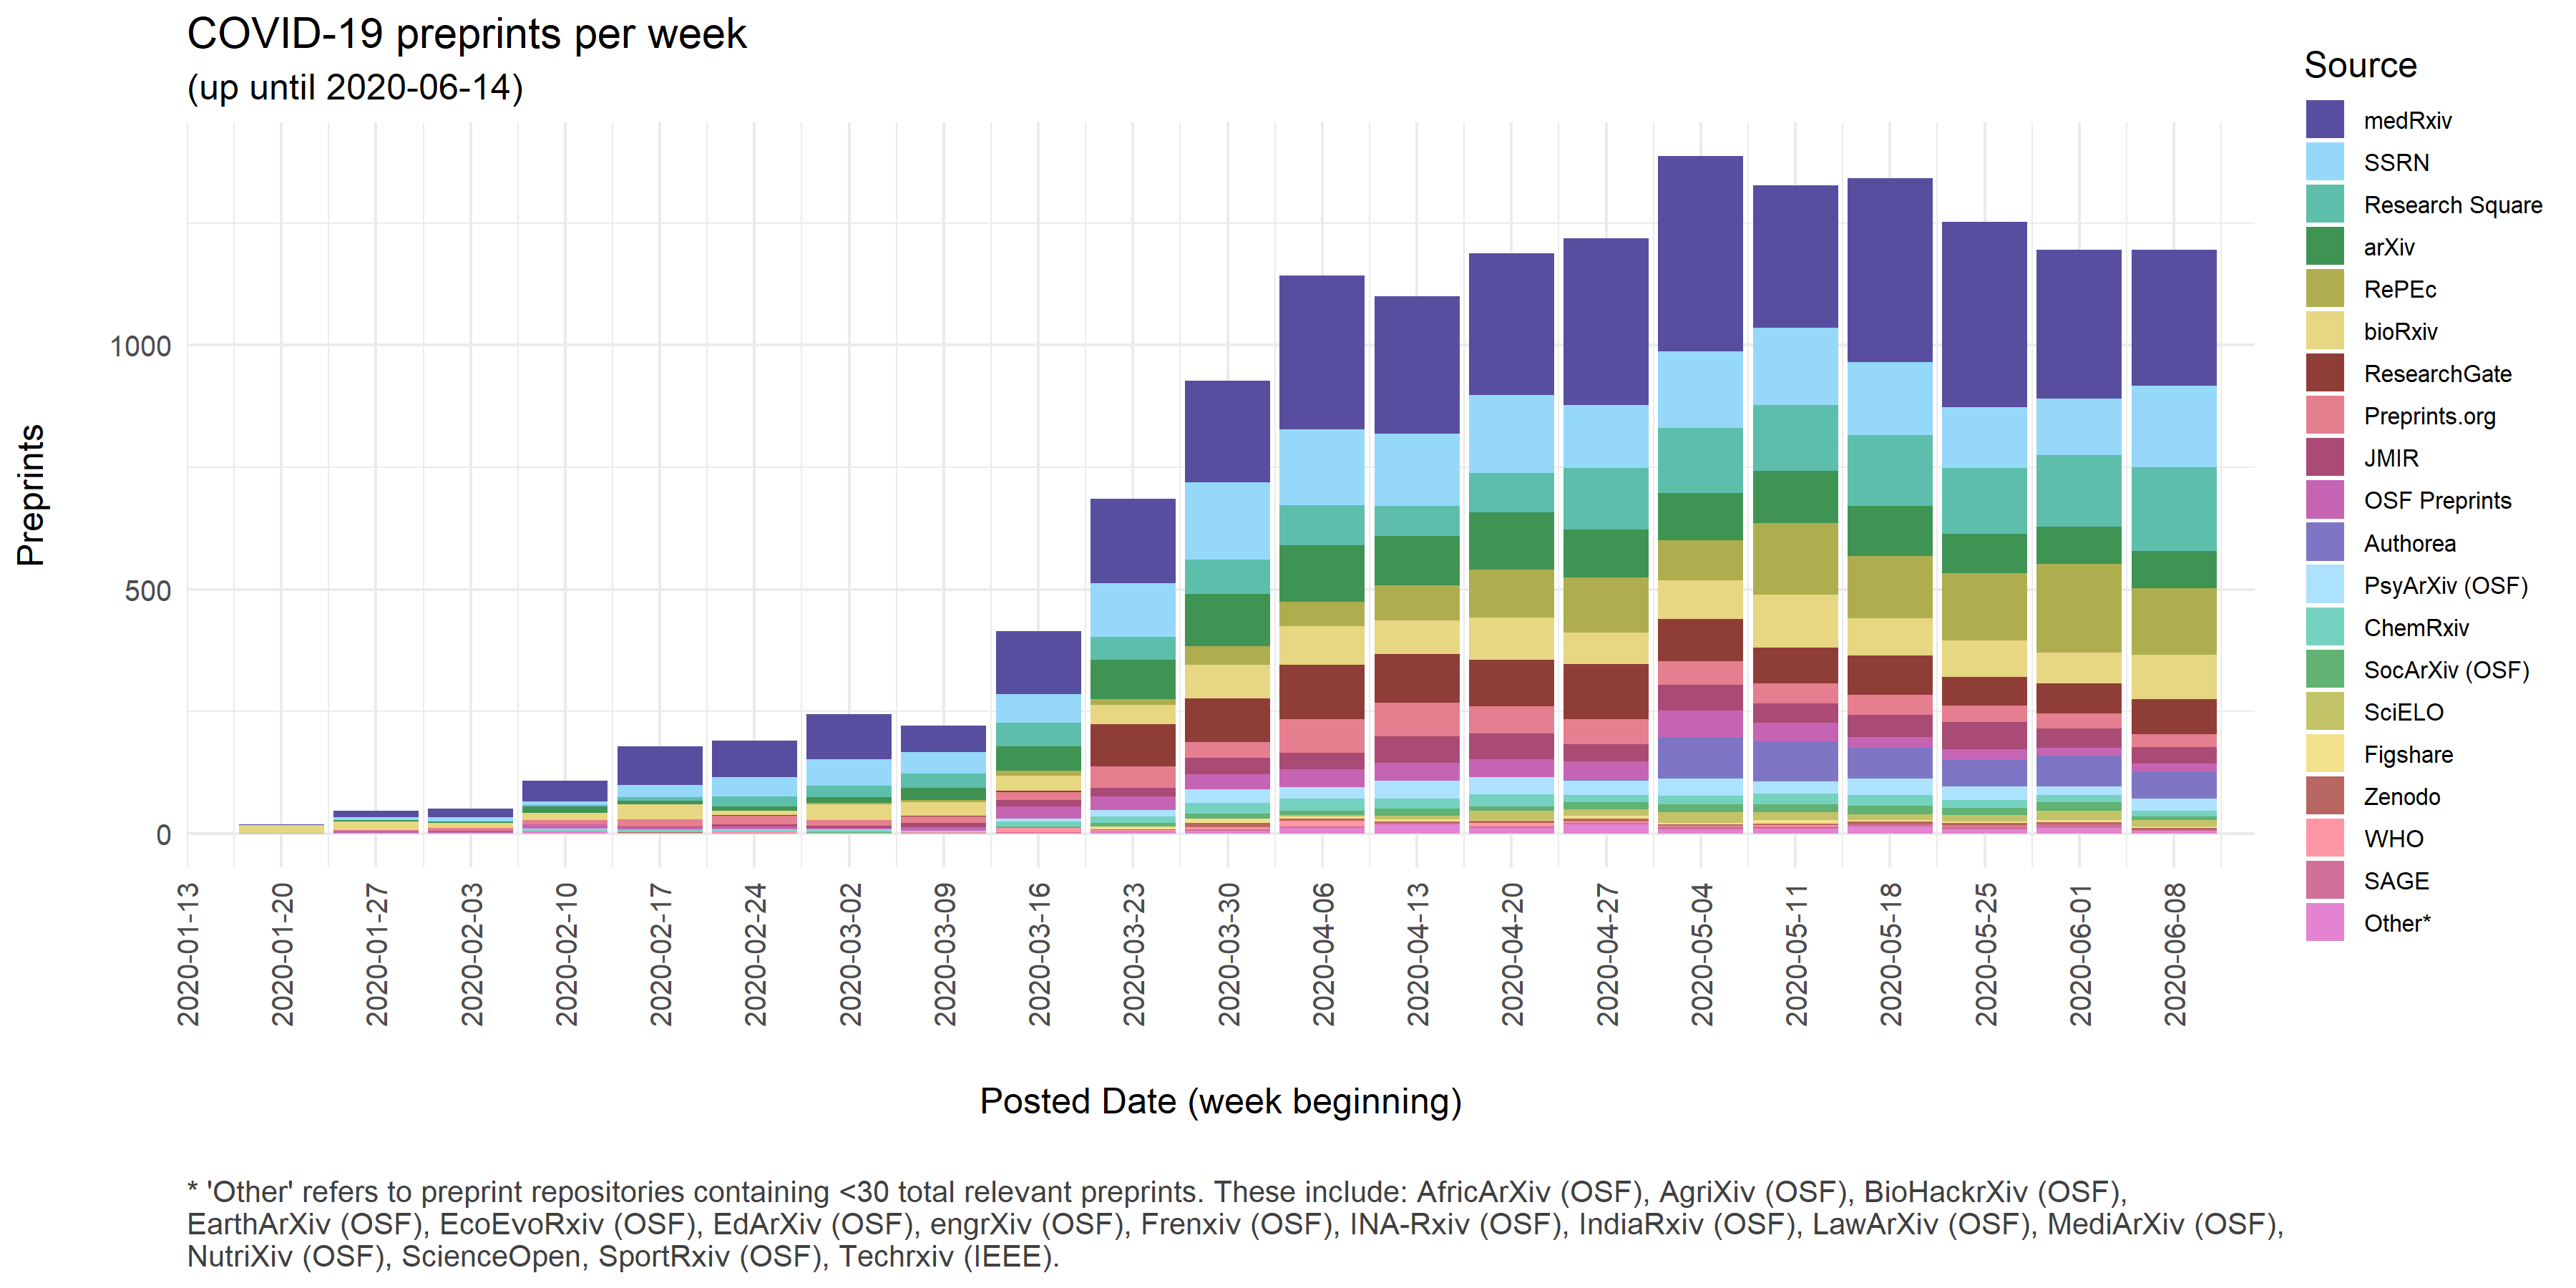 COVID-19 preprints per week
(up until 2020-06-14)
Preprints
1000
500
0
2020-01-13
2020-01-20
2020-01-27
2020-02-03
2020-02-10
2020-02-17
2020-02-24
2020-03-02
2020-03-09
2020-03-16
2020-03-23
2020-03-30
2020-04-06
2020-04-13
2020-04-20
2020-04-27
2020-05-04
2020-05-11
2020-05-18
2020-05-25
2020-06-01
2020-06-08
Posted Date (week beginning)
Source
medRxiv
SSRN
Research Square
arXiv
RePEc
bioRxiv
ResearchGate
Preprints.org
JMIR
OSF Preprints
Authorea
PsyArXiv (OSF)
ChemRxiv
SocArXiv (OSF)
SciELO
Figshare
Zenodo
WHO
SAGE
Other*
* 'Other' refers to preprint repositories containing <30 total relevant preprints. These include: AfricArXiv (OSF), AgriXiv (OSF), BioHackrXiv (OSF),
EarthArXiv (OSF), EcoEvoRxiv (OSF), EdArXiv (OSF), engrXiv (OSF), Frenxiv (OSF), INA-Rxiv (OSF), IndiaRxiv (OSF), LawArXiv (OSF), MediArXiv (OSF),
NutriXiv (OSF), ScienceOpen, SportRxiv (OSF), Techrxiv (IEEE).